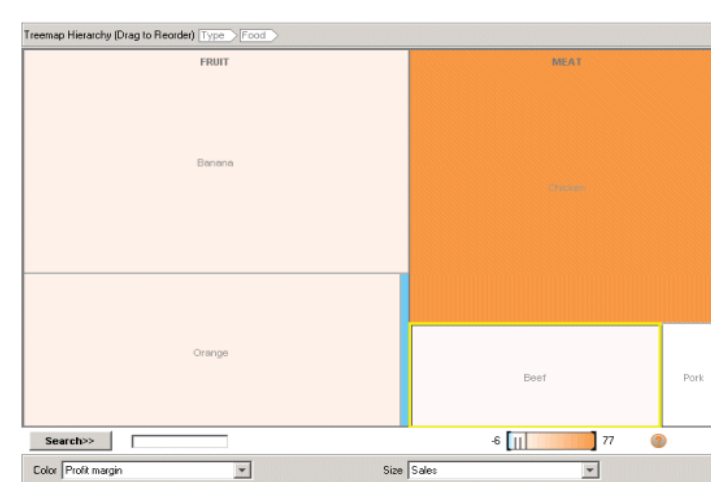 Treemap Hierarchy (Drag to Reorder) Type Food
FRUIT MEAT
Banana
Chicken
Orange
Beef Pork
Search>> -6 77 ?
Color Profit margin Size Sales